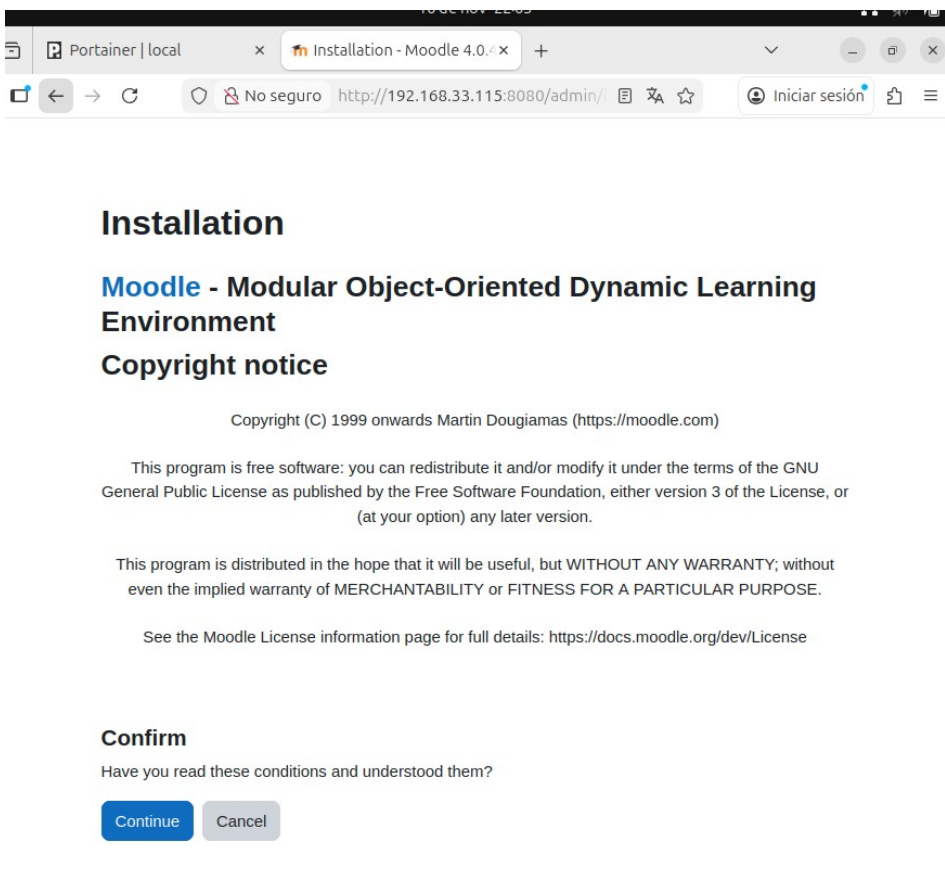 Portainer | local
Installation - Moodle 4.0.4
No seguro http://192.168.33.115:8080/admin/
Iniciar sesión
Installation
Moodle - Modular Object-Oriented Dynamic Learning
Environment
Copyright notice
Copyright (C) 1999 onwards Martin Dougiamas (https://moodle.com)
This program is free software: you can redistribute it and/or modify it under the terms of the GNU
General Public License as published by the Free Software Foundation, either version 3 of the License, or
(at your option) any later version.
This program is distributed in the hope that it will be useful, but WITHOUT ANY WARRANTY; without
even the implied warranty of MERCHANTABILITY or FITNESS FOR A PARTICULAR PURPOSE.
See the Moodle License information page for full details: https://docs.moodle.org/dev/License
Confirm
Have you read these conditions and understood them?
Continue Cancel